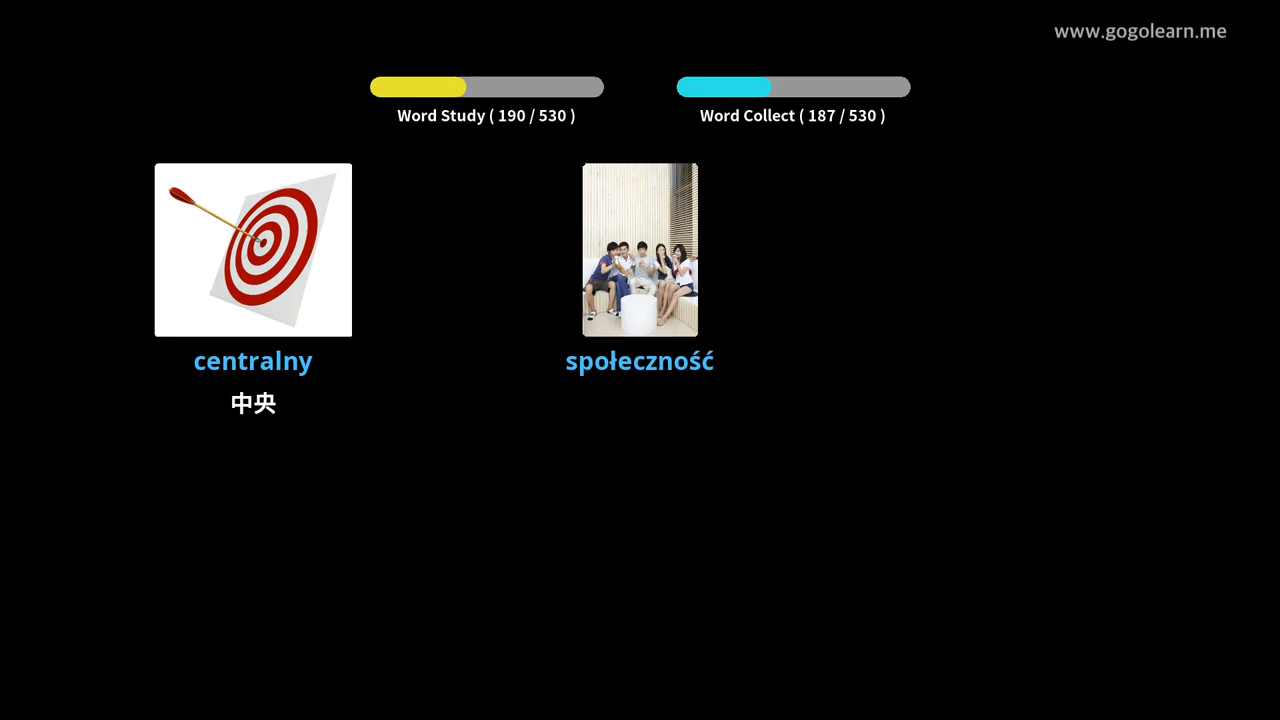 www.gogolearn.me
Word Study ( 190 / 530 )
Word Collect ( 187 / 530 )
centralny
społeczność
中央